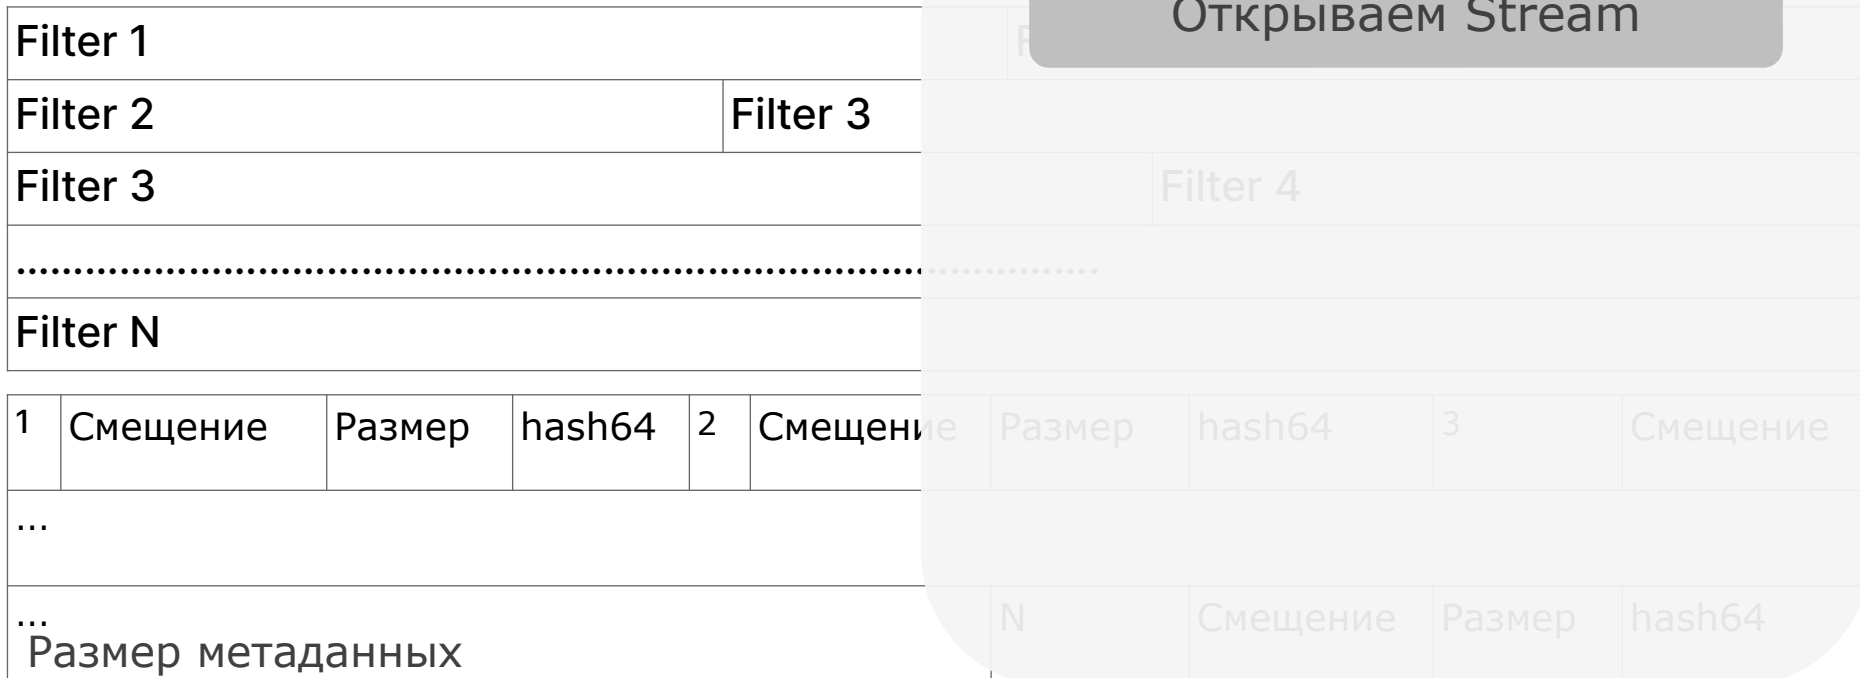 Открываем Stream
Filter 1
Filter 2 Filter 3
Filter 3 Filter 4
................................................................................................
Filter N
1 Смещение Размер hash64 2 Смещение Размер hash64 3 Смещение
...
... N Смещение Размер hash64
Размер метаданных